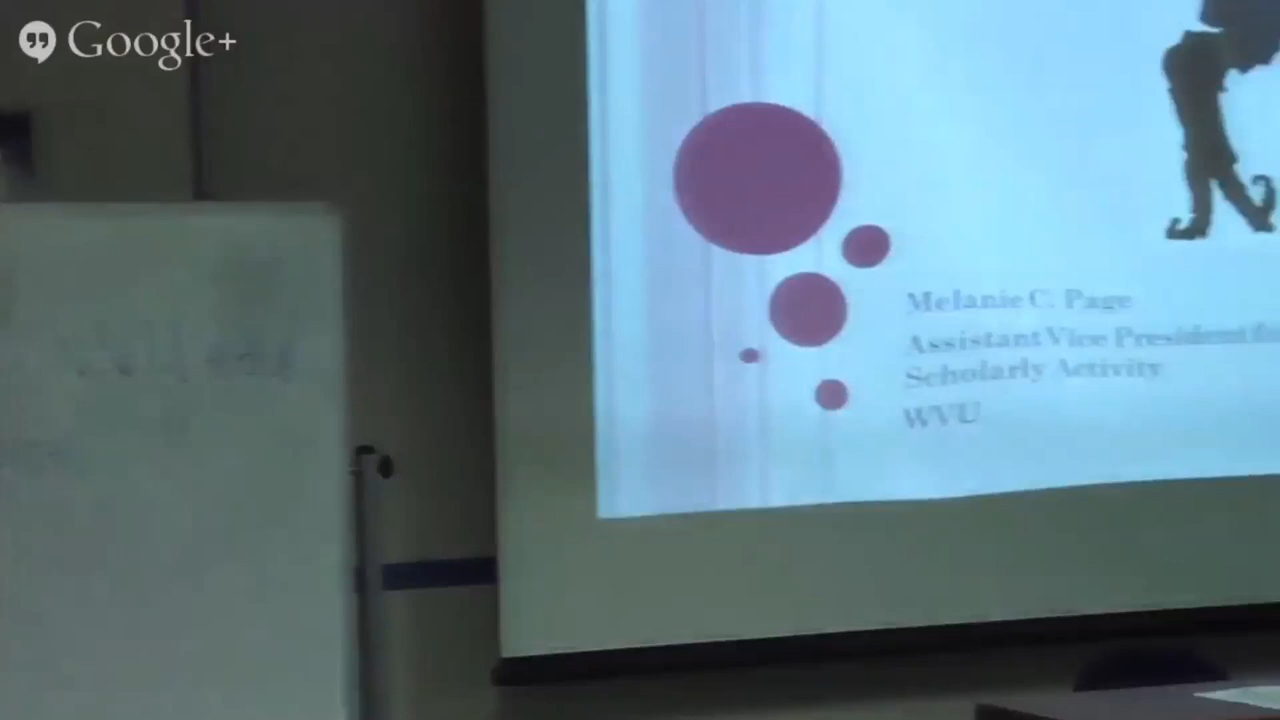 Google+
Melanie C. Page
Assistant Vice President
Scholarly Activity
WVU